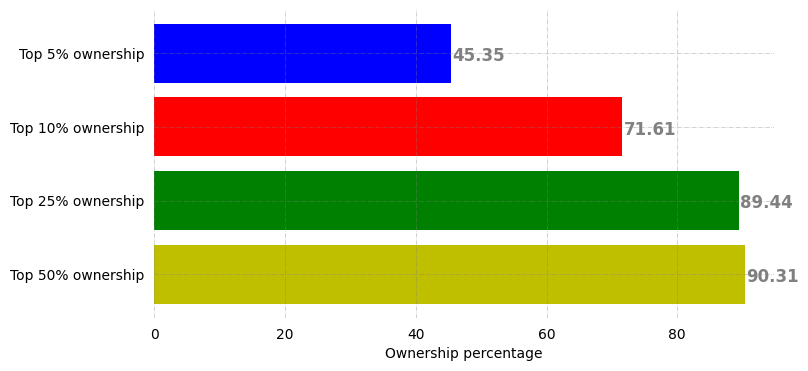 Top 5% ownership
45.35
Top 10% ownership
71.61
Top 25% ownership
89.44
Top 50% ownership
90.31
0 20 40 60 80
Ownership percentage